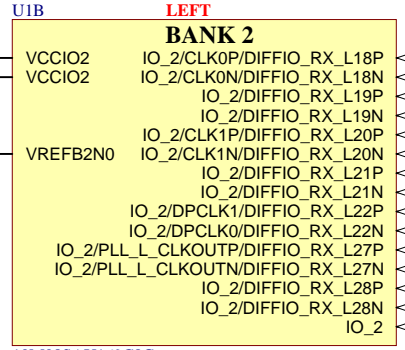 U1B LEFT
BANK 2
VCCIO2 IO_2/CLK0P/DIFFIO_RX_L18P
VCCIO2 IO_2/CLK0N/DIFFIO_RX_L18N
IO_2/DIFFIO_RX_L19P
IO_2/DIFFIO_RX_L19N
IO_2/CLK1P/DIFFIO_RX_L20P
VREFB2N0 IO_2/CLK1N/DIFFIO_RX_L20N
IO_2/DIFFIO_RX_L21P
IO_2/DIFFIO_RX_L21N
IO_2/DPCLK1/DIFFIO_RX_L22P
IO_2/DPCLK0/DIFFIO_RX_L22N
IO_2/PLL_L_CLKOUTP/DIFFIO_RX_L27P
IO_2/PLL_L_CLKOUTN/DIFFIO_RX_L27N
IO_2/DIFFIO_RX_L28P
IO_2/DIFFIO_RX_L28N
IO_2